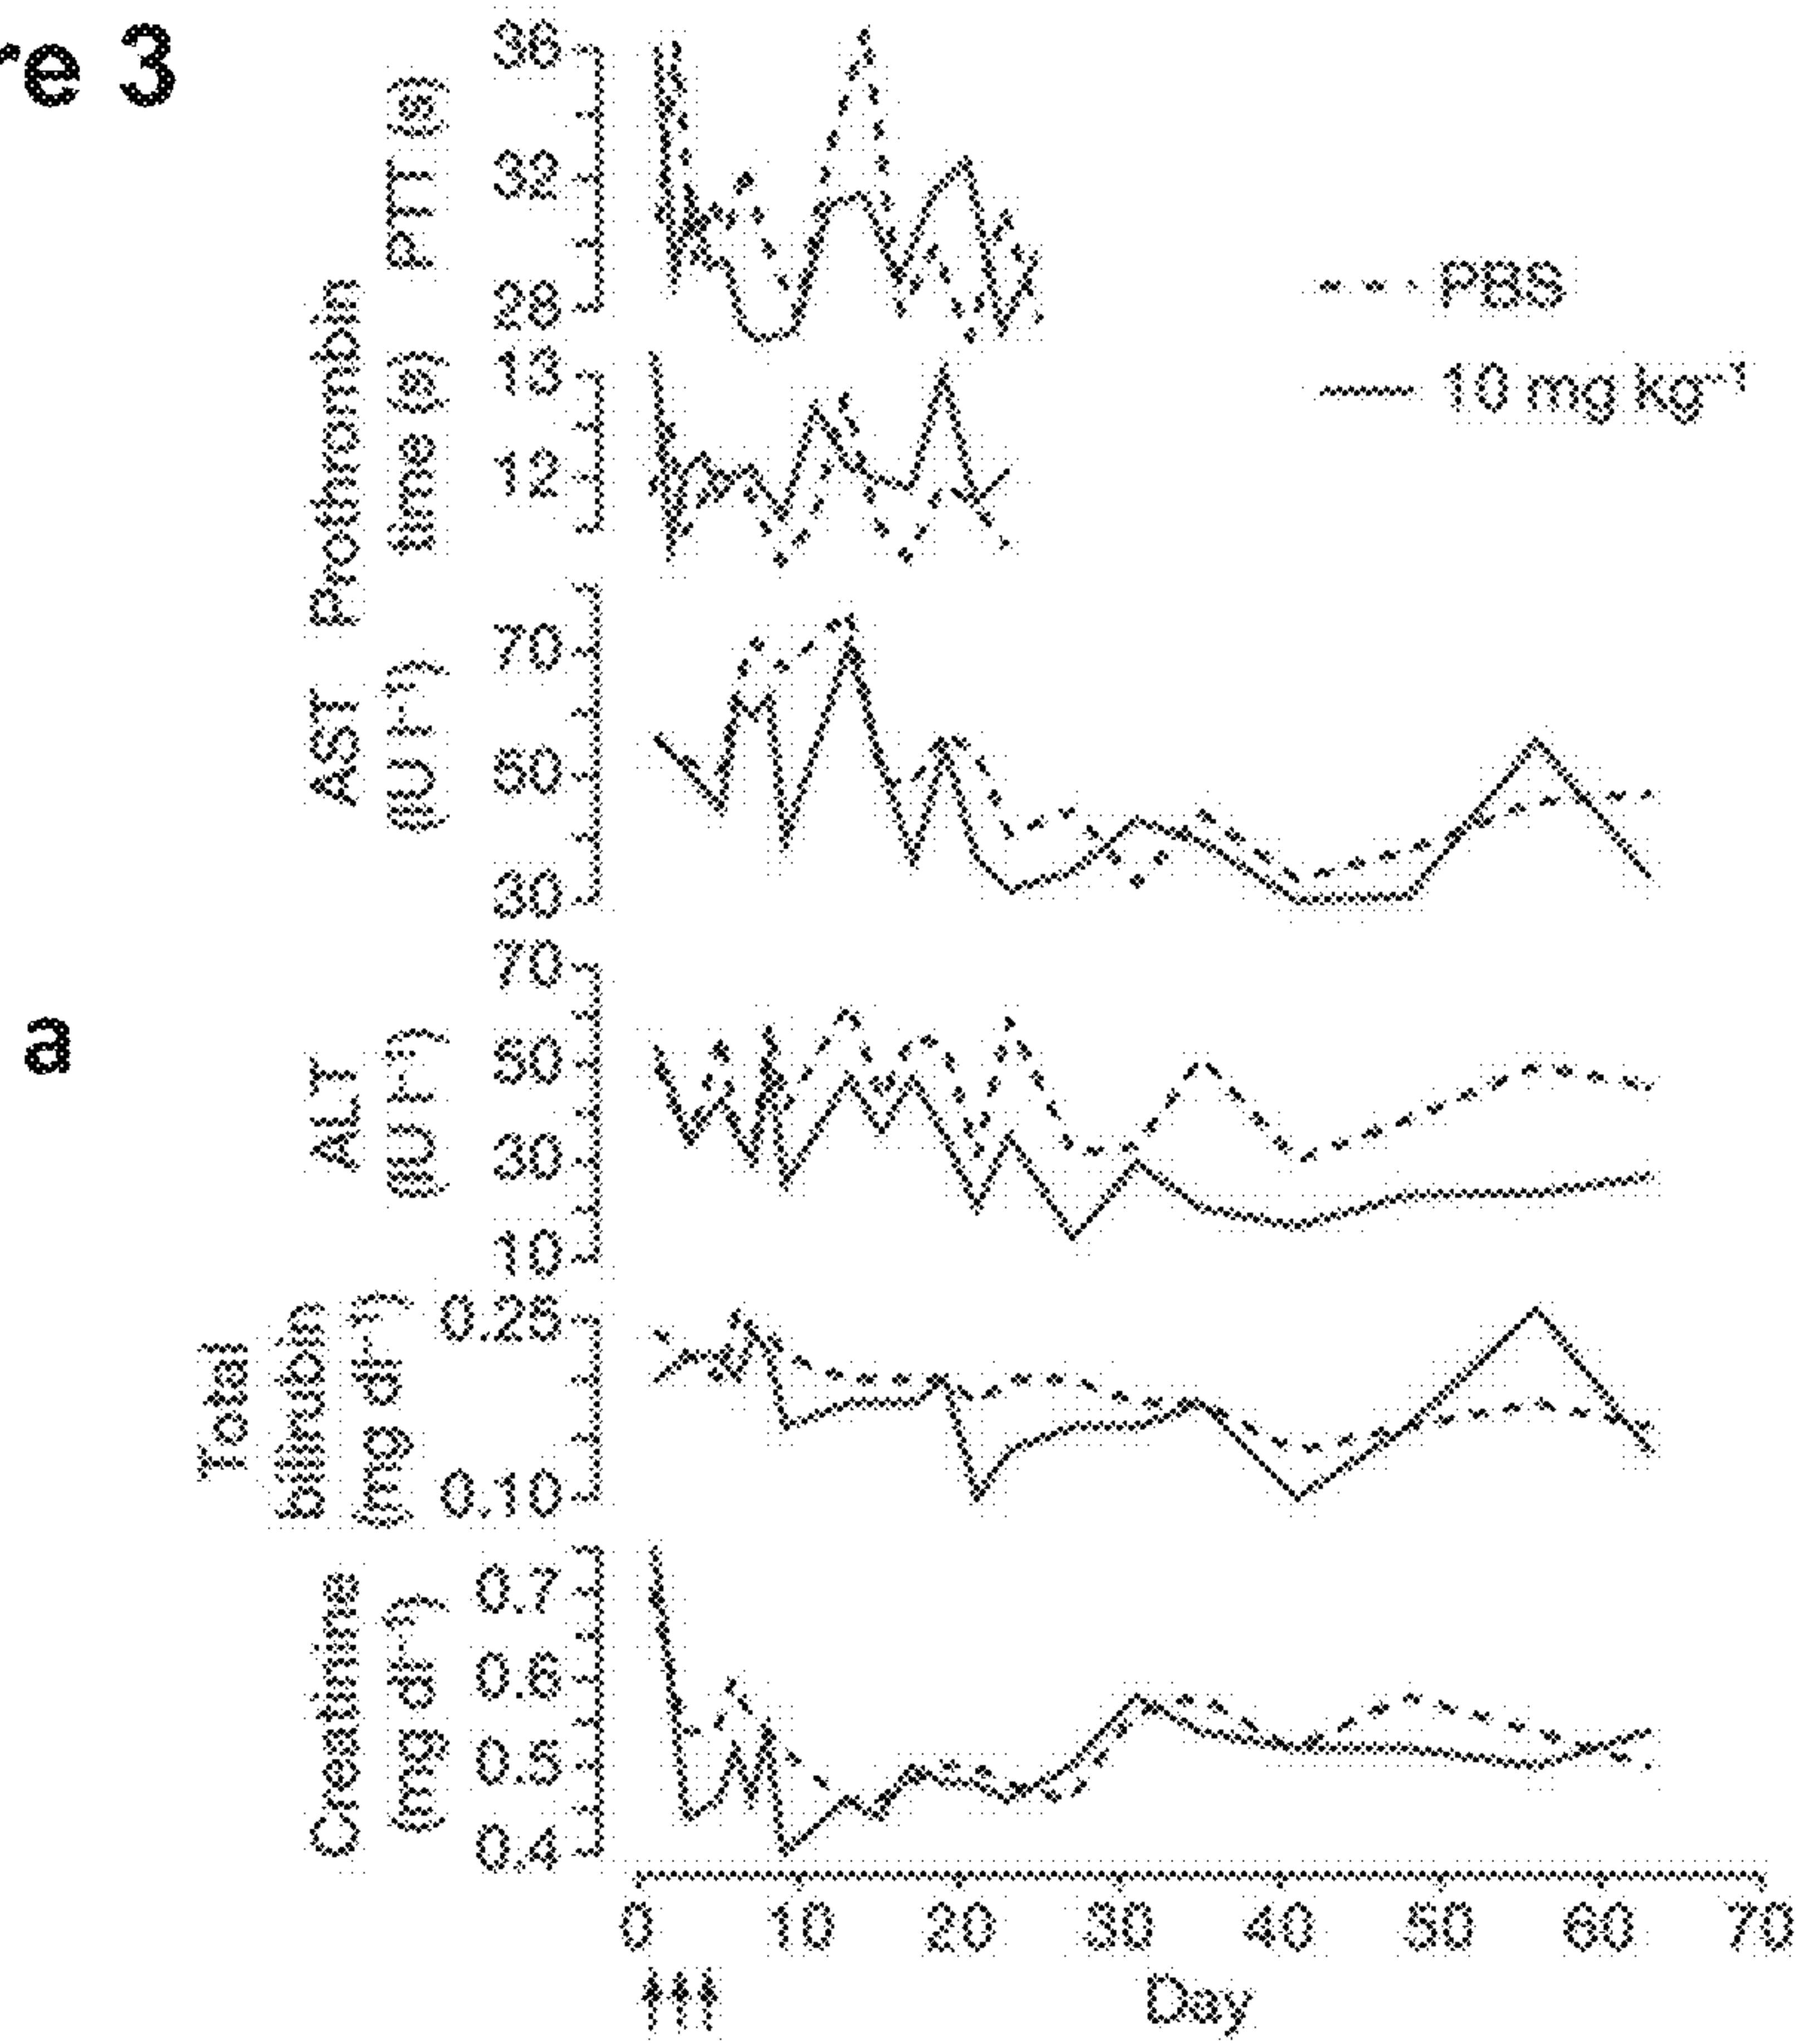 re 3
a
PTT (s)
36
32
28
Prothrombin
time (s)
13
12
AST
(IU l⁻¹)
70
50
30
ALT
(IU l⁻¹)
70
50
30
10
Total
bilirubin
(mg dl⁻¹)
0.25
0.10
Creatinine
(mg dl⁻¹)
0.7
0.6
0.5
0.4
PBS
10 mg kg⁻¹
0 10 20 30 40 50 60 70
Day